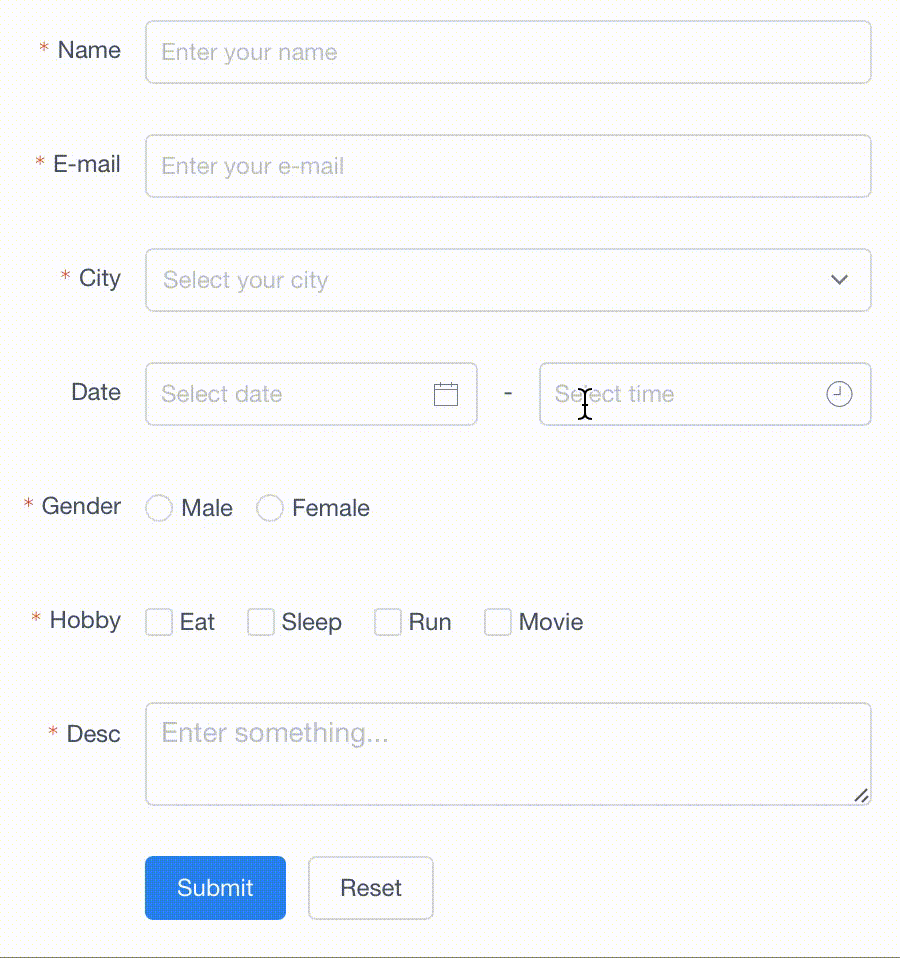 * Name Enter your name
* E-mail Enter your e-mail
* City Select your city
Date Select date - Select time
* Gender Male Female
* Hobby Eat Sleep Run Movie
* Desc Enter something...
Submit Reset